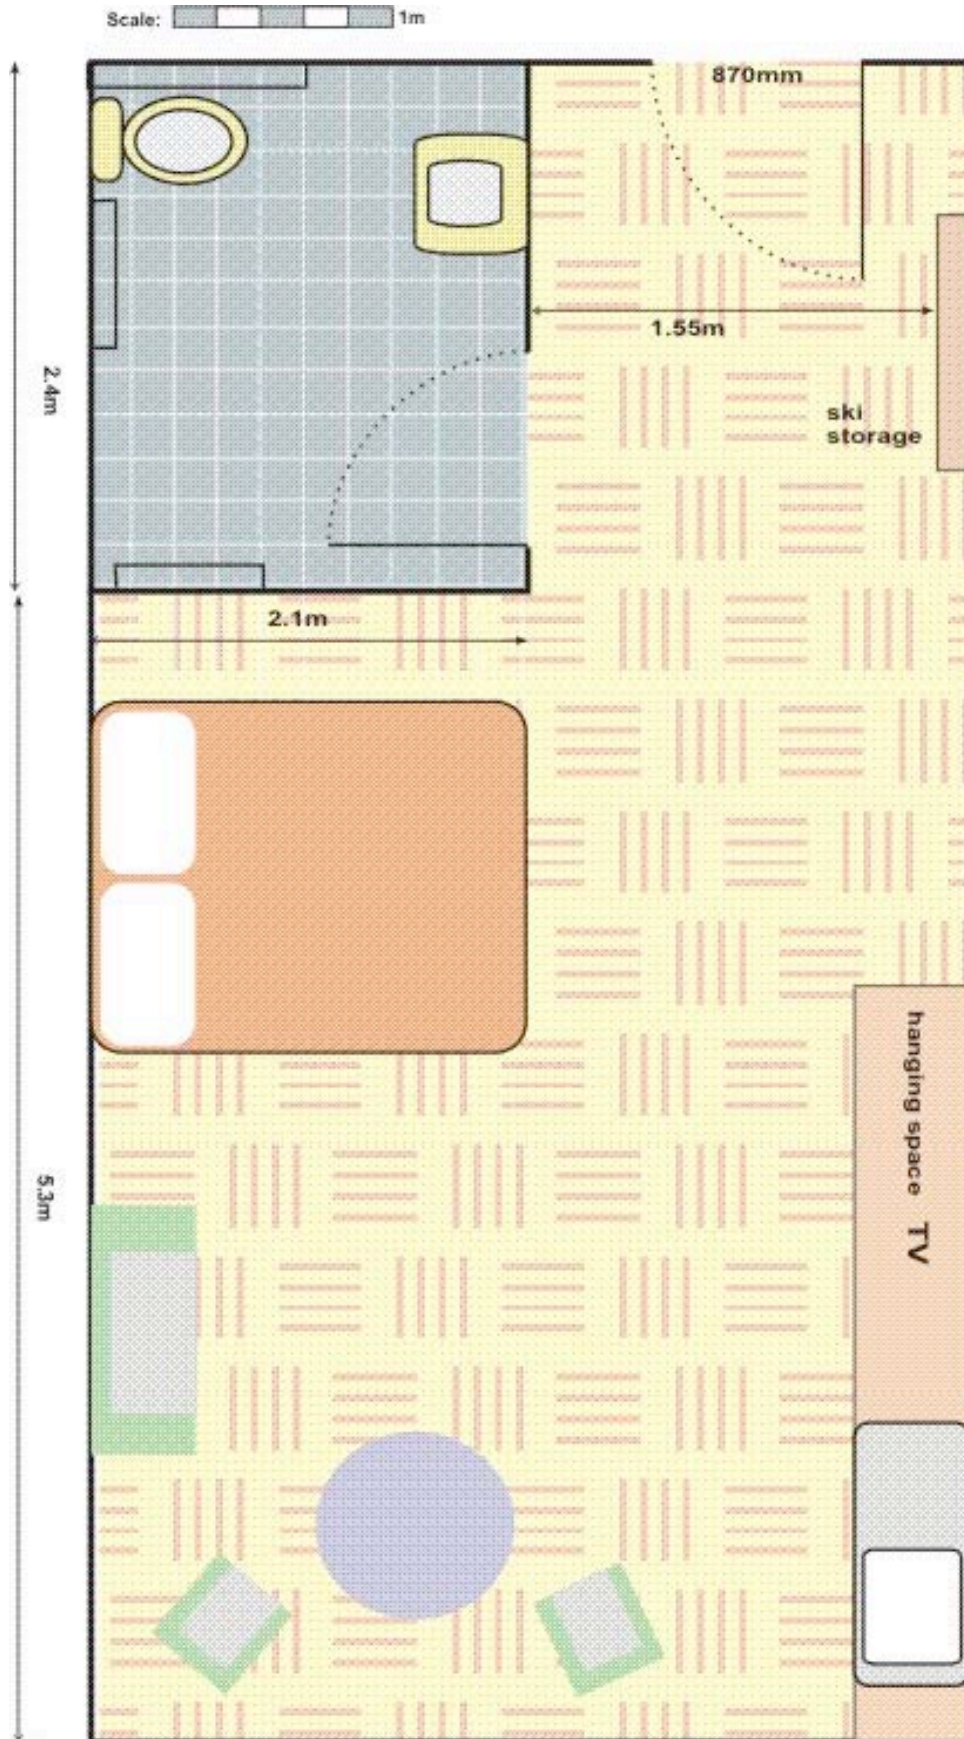 Scale:
1m
870mm
1.55m
2.4m
ski
storage
2.1m
hanging space
TV
5.3m